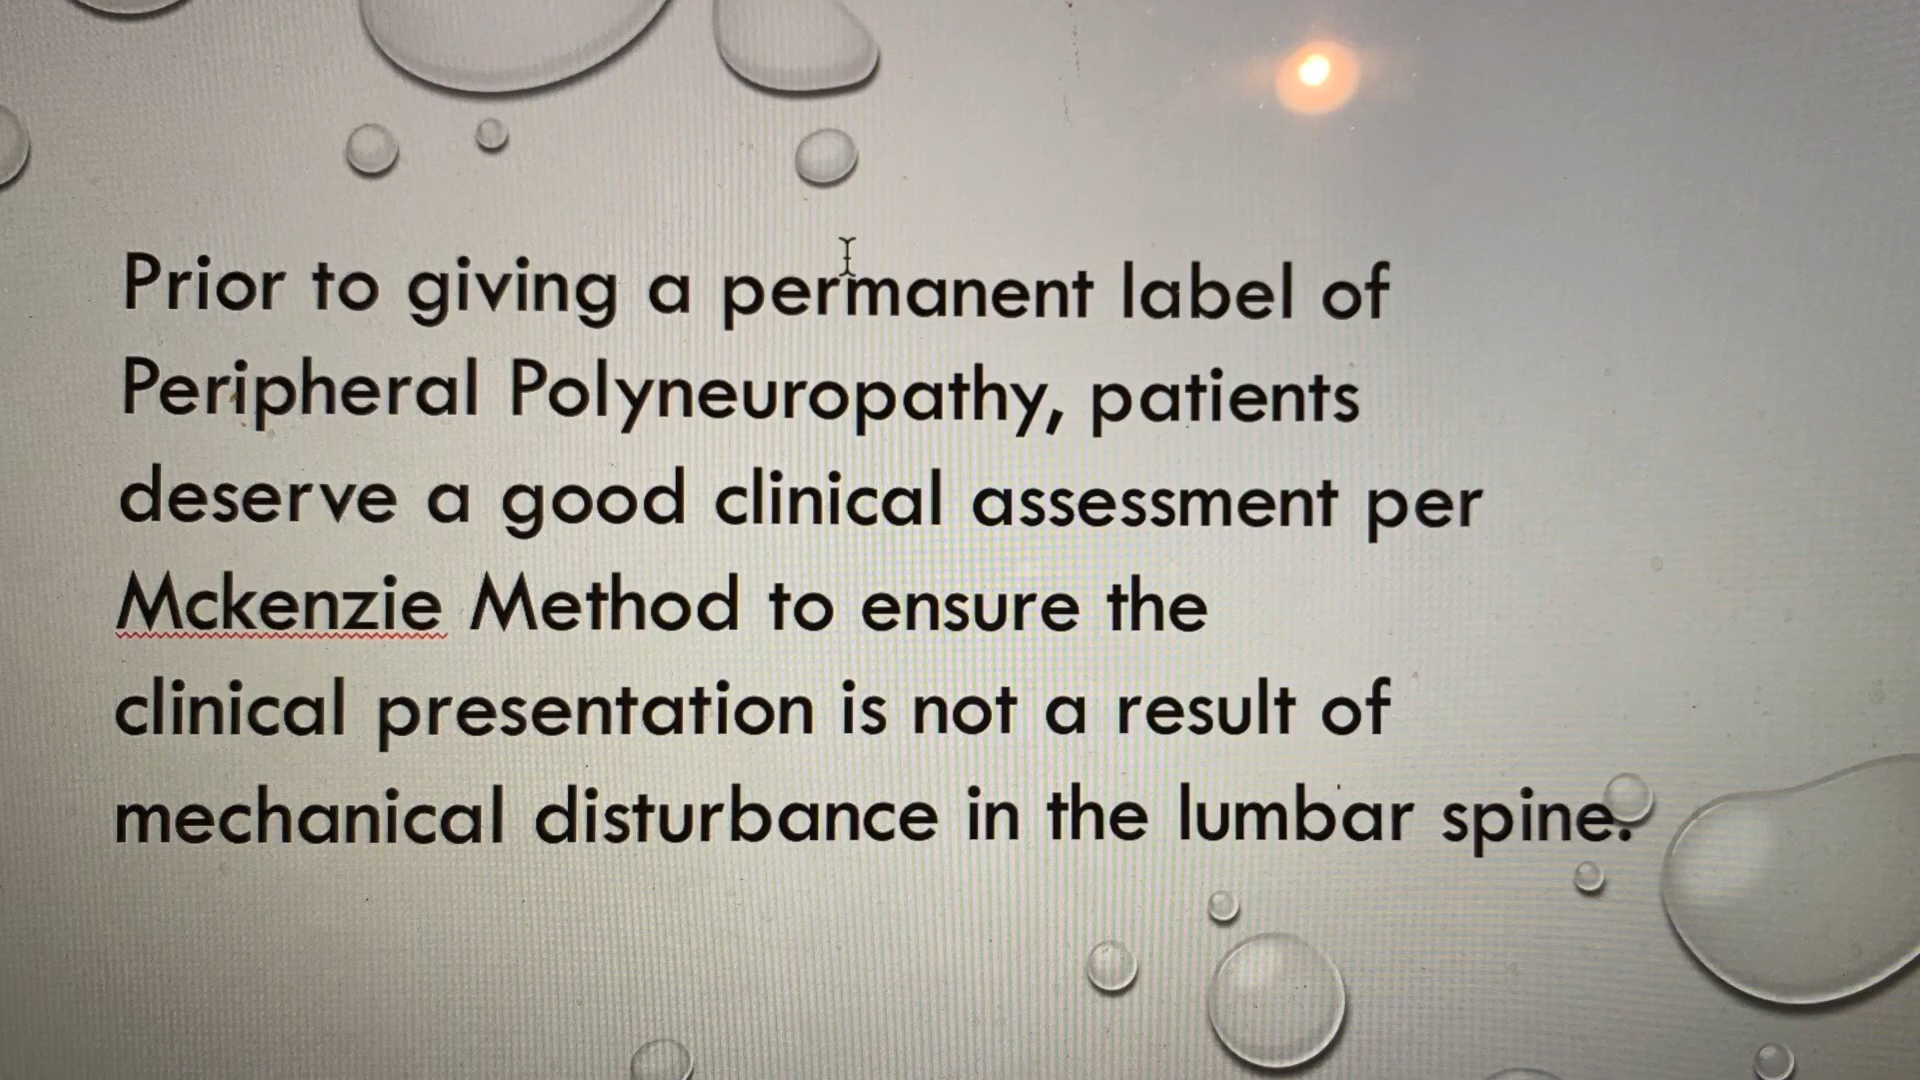 Prior to giving a permanent label of
Peripheral Polyneuropathy, patients
deserve a good clinical assessment per
Mckenzie Method to ensure the
clinical presentation is not a result of
mechanical disturbance in the lumbar spine.